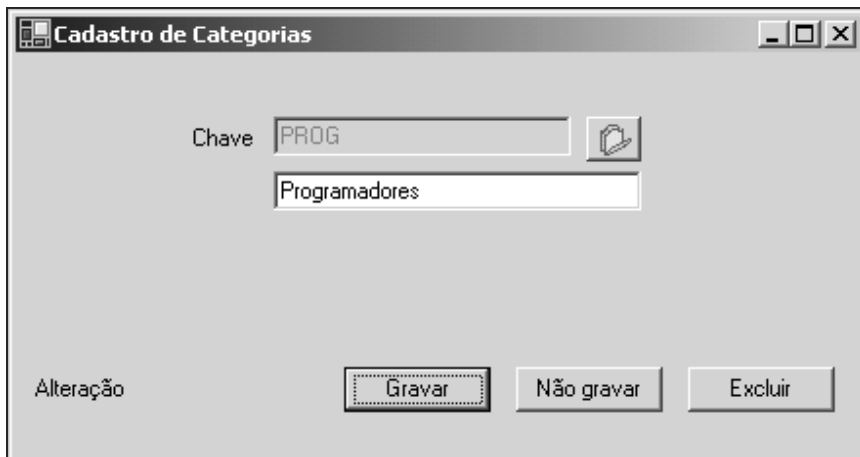 Cadastro de Categorias
Chave PROG
Programadores
Alteração Gravar Não gravar Excluir